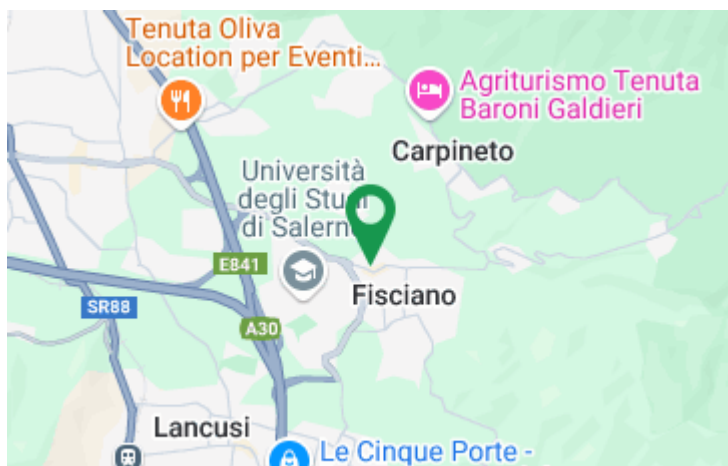 Tenuta Oliva
Location per Eventi...
Agriturismo Tenuta
Baroni Galdieri
Carpineto
Università
degli Studi
di Salerno
E841
Fisciano
SR88
A30
Lancusi
Le Cinque Porte -